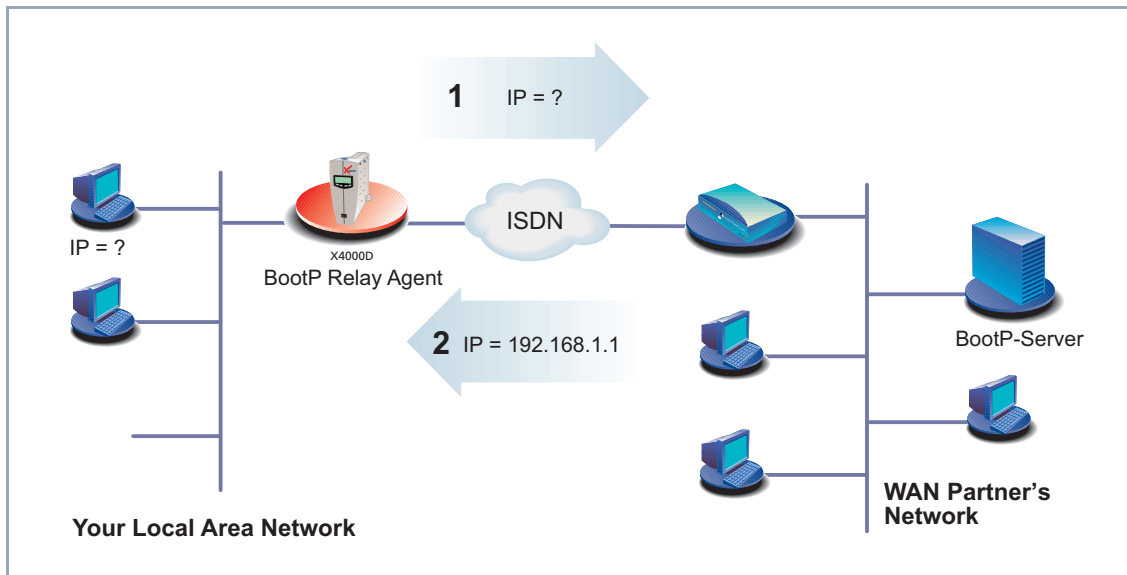 1 IP = ?
IP = ?
ISDN
X4000D
BootP Relay Agent
2 IP = 192.168.1.1
BootP-Server
Your Local Area Network
WAN Partner's
Network